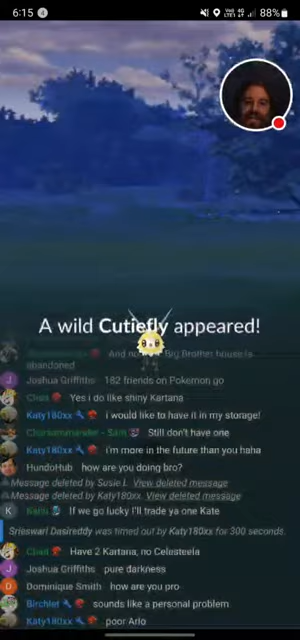 6:15
88%
A wild Cutiefly appeared!
And no Big Brother house is
abandoned
Joshua Griffiths 182 friends on Pokemon go
Yes i do like shiny Kartana
Katy180xx i would like to have it in my storage!
Sam Still don't have one
Katy180xx i'm more in the future than you haha
HundoHub how are you doing bro?
Message deleted by Susie L View deleted message
Message deleted by Katy180xx. View deleted message
If we go lucky I'll trade ya one Kate
Srieswari Dasireddy was timed out by Katy180xx for 300 seconds.
Have 2 Kartana, no Celesteela
Joshua Griffiths pure darkness
Dominique Smith how are you pro
Birchlet sounds like a personal problem
Katy180xx poor Arlo